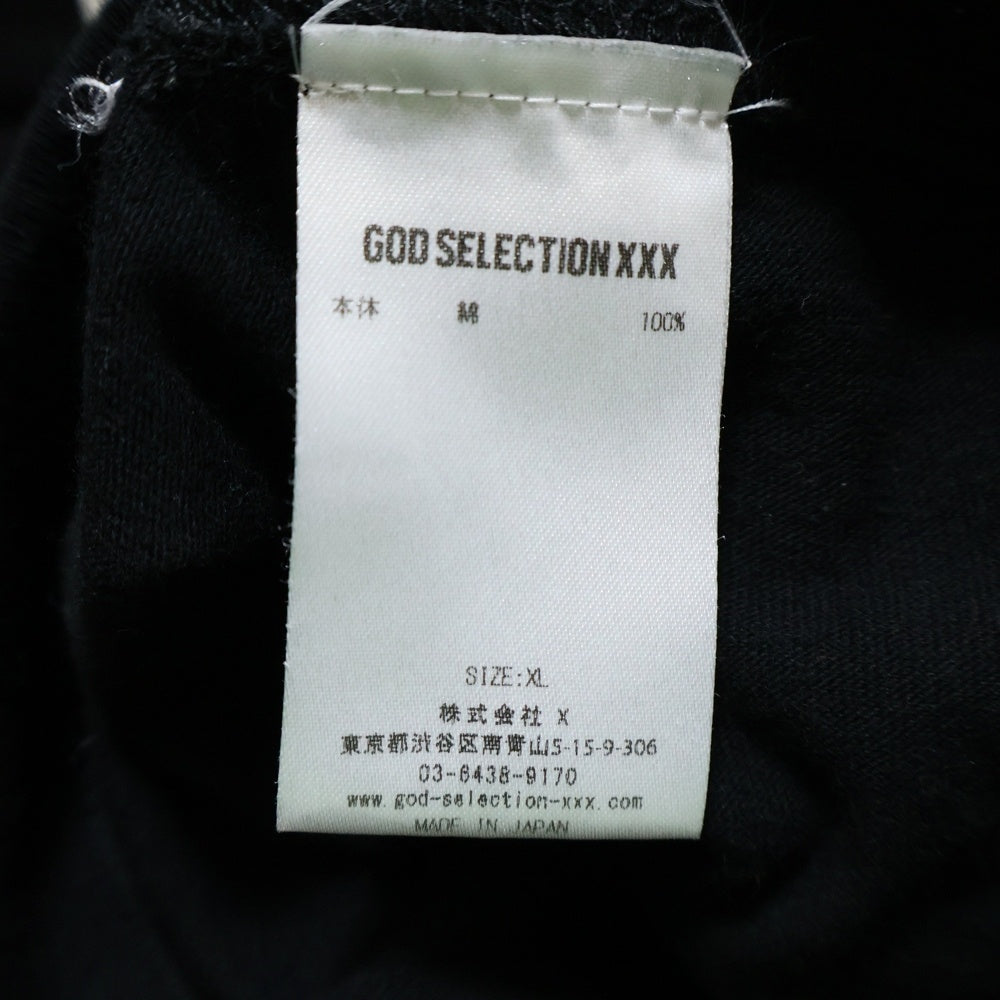 GOD SELECTION XXX
本体 綿 100%
SIZE:XL
株式会社 X
東京都渋谷区南青山5-15-9-306
03-6438-9170
www.god-selection-xxx.com
MADE IN JAPAN